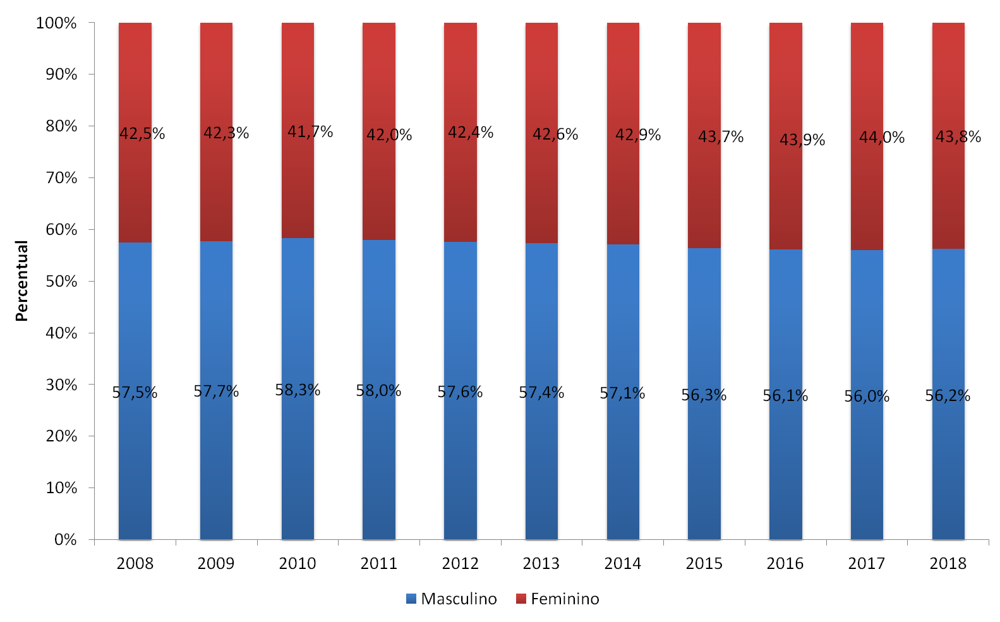 Percentual
100%
90%
80%
70%
60%
50%
40%
30%
20%
10%
0%
42,5% 42,3% 41,7% 42,0% 42,4% 42,6% 42,9% 43,7% 43,9% 44,0% 43,8%
57,5% 57,7% 58,3% 58,0% 57,6% 57,4% 57,1% 56,3% 56,1% 56,0% 56,2%
2008 2009 2010 2011 2012 2013 2014 2015 2016 2017 2018
Masculino Feminino